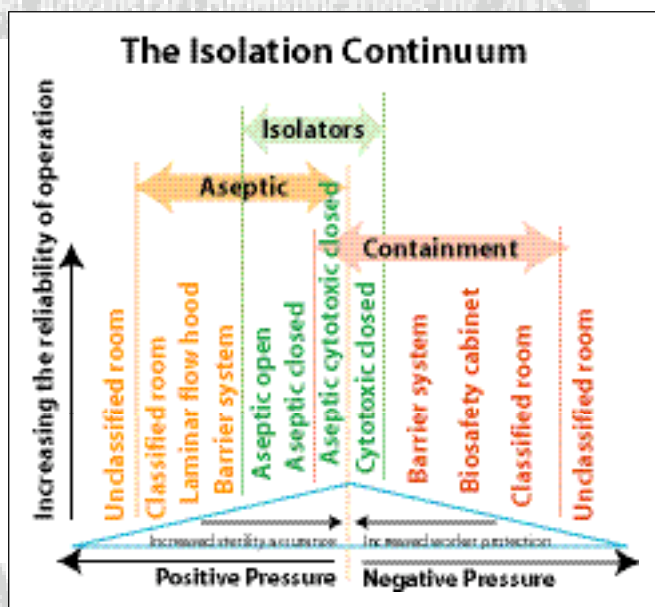 The Isolation Continuum
Isolators
Aseptic
Containment
Increasing the reliability of operation
Unclassified room
Classified room
Laminar flow hood
Barrier system
Aseptic open
Aseptic closed
Aseptic cytotoxic closed
Cytotoxic closed
Barrier system
Biosafety cabinet
Classified room
Unclassified room
Increased sterility assurance
Increased worker protection
Positive Pressure
Negative Pressure